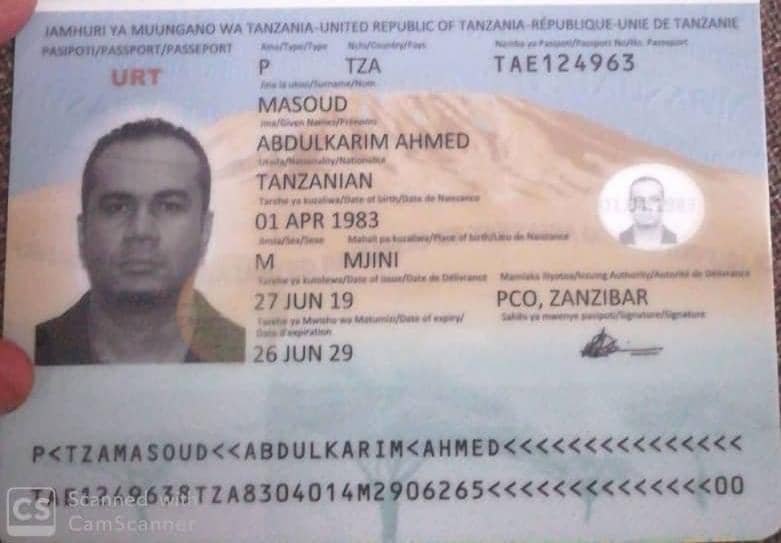 JAMHURI YA MUUNGANO WA TANZANIA-UNITED REPUBLIC OF TANZANIA-RÉPUBLIQUE-UNIE DE TANZANIE
PASIPOTI/PASSPORT/PASSEPORT
Aina/Type/Type Nchi/Country/Pays Namba ya Pasipoti/Passport No/No. Passeport
URT
P TZA TAE124963
Jina la ukoo/Surname/Nom
MASOUD
Jina/Given Names/Prénoms
ABDULKARIM AHMED
Uraia/Nationality/Nationalité
TANZANIAN
Tarehe ya kuzaliwa/Date of birth/Date de Naissance
01 APR 1983
Jinsia/Sex/Sexe Mahali pa kuzaliwa/Place of birth/Lieu de Naissance
M MJINI
Tarehe ya kutolewa/Date of issue/Date de Délivrance Mamlaka Iliyotoa/Issuing Authority/Autorité de Délivrance
27 JUN 19 PCO, ZANZIBAR
Tarehe ya Mwisho wa Matumizi/Date of expiry/ Sahihi ya mwenye pasipoti/Signature/Signature
Date d'expiration
26 JUN 29
P<TZAMASOUD<<ABDULKARIM<AHMED<<<<<<<<<<<<<<<
TAE1249638TZA8304014M2906265<<<<<<<<<<<<<<00
CS Scanned with
CamScanner